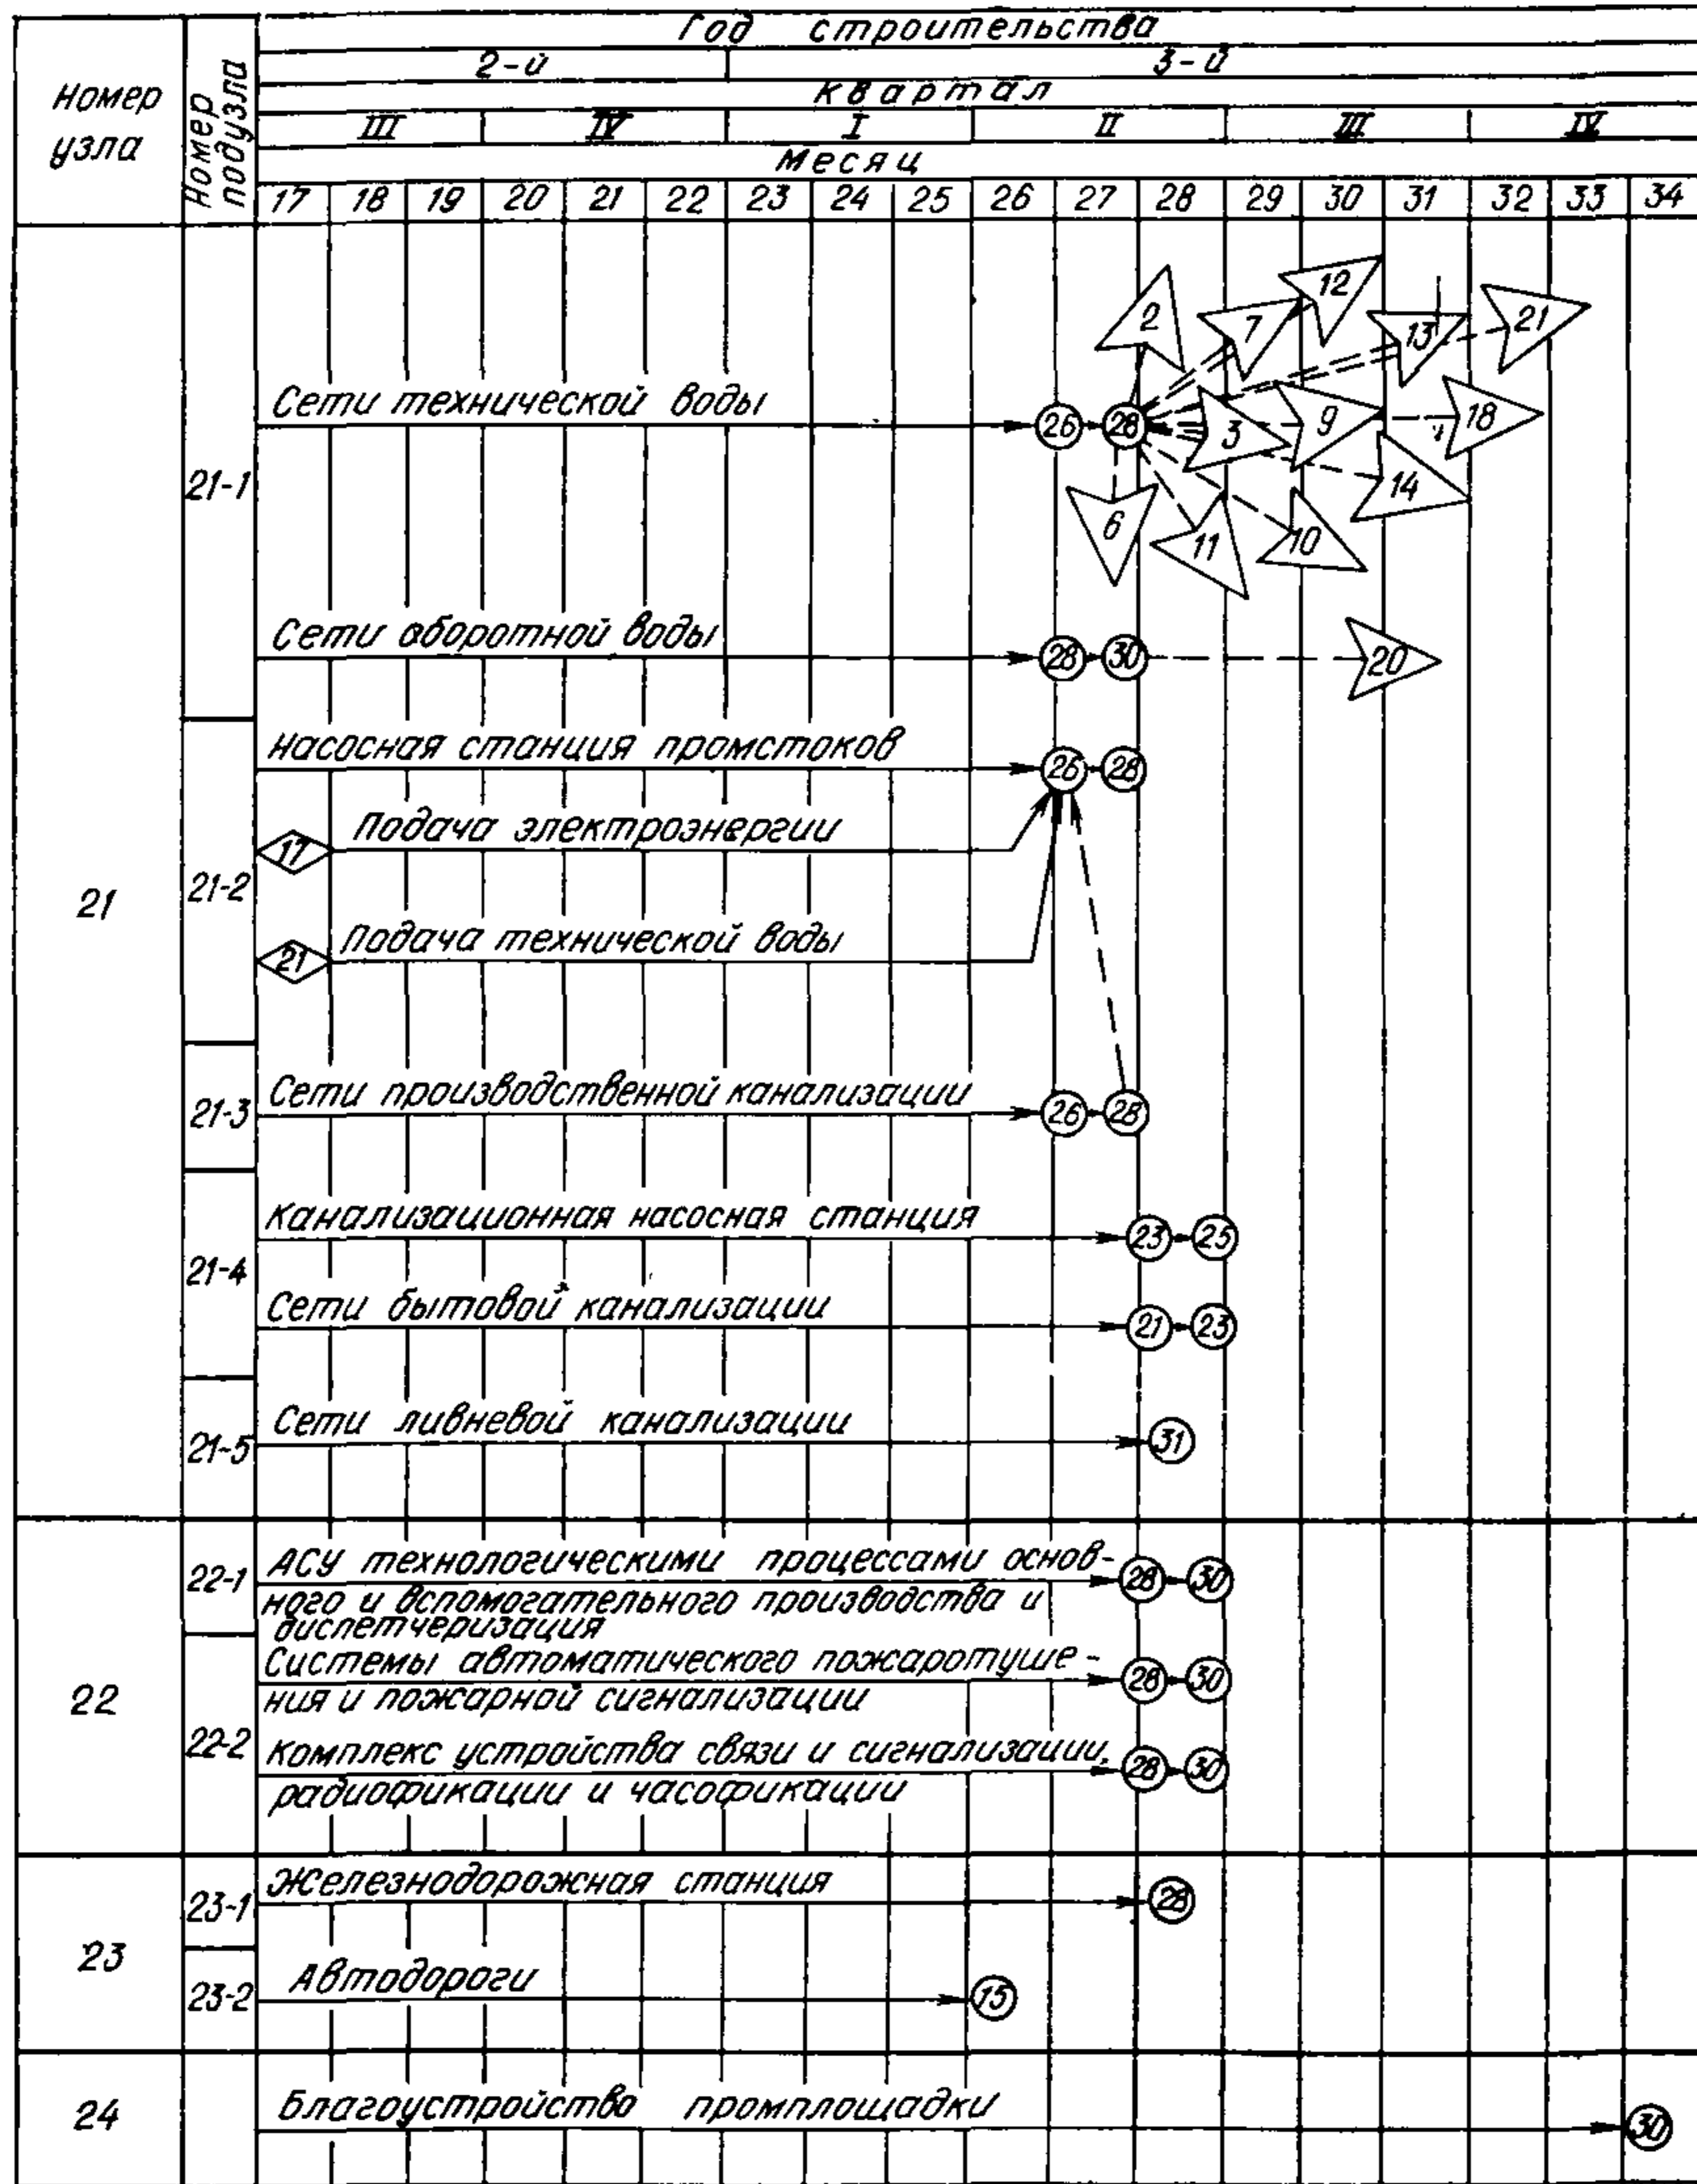 Номер узла
Номер подузла
Год строительства
2-й 3-й
Квартал
III IV I II III IV
Месяц
17 18 19 20 21 22 23 24 25 26 27 28 29 30 31 32 33 34
21
21-1
2 7 12 13 21
Сети технической воды
26 28 3 9 18
14
6 11 10
Сети оборотной воды
28 30 20
21-2
Насосная станция промстоков
26 28
Подача электроэнергии
17
Подача технической воды
21
21-3
Сети производственной канализации
26 28
21-4
Канализационная насосная станция
23 25
Сети бытовой канализации
21 23
21-5
Сети ливневой канализации
31
22
22-1
АСУ технологическими процессами основ-
28 30
ного и вспомогательного производства и
дислетчеризация
22-2
Системы автоматического пожаротуше-
28 30
ния и пожарной сигнализации
Комплекс устройства связи и сигнализации,
28 30
радиофикации и часофикации
23
23-1
Железнодорожная станция
28
23-2
Автодороги
15
24
Благоустройство промплощадки
30